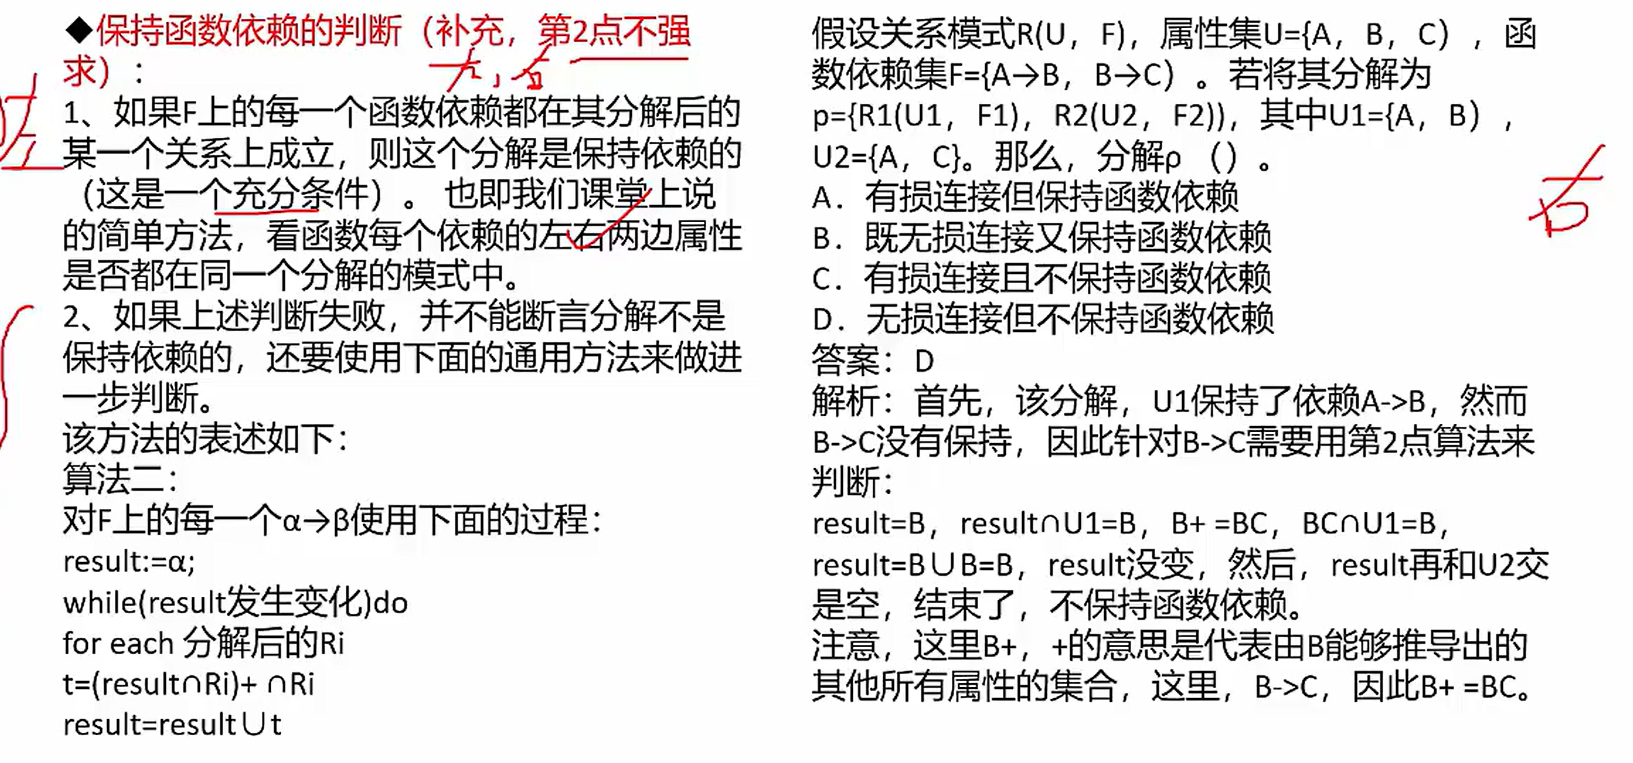 ◆保持函数依赖的判断（补充，第2点不强
求）：
左，右
左
1、如果F上的每一个函数依赖都在其分解后的
某一个关系上成立，则这个分解是保持依赖的
（这是一个充分条件）。也即我们课堂上说
的简单方法，看函数每个依赖的左右两边属性
是否都在同一个分解的模式中。
2、如果上述判断失败，并不能断言分解不是
保持依赖的，还要使用下面的通用方法来做进
一步判断。
该方法的表述如下：
算法二：
对F上的每一个α→β使用下面的过程：
result:=α;
while(result发生变化)do
for each 分解后的Ri
t=(result∩Ri)+ ∩Ri
result=result∪t
假设关系模式R(U，F)，属性集U={A，B，C），函
数依赖集F={A→B，B→C）。若将其分解为
p={R1(U1，F1)，R2(U2，F2)}，其中U1={A，B），
U2={A，C}。那么，分解ρ（）。
A．有损连接但保持函数依赖
B．既无损连接又保持函数依赖
C．有损连接且不保持函数依赖
D．无损连接但不保持函数依赖
答案：D
解析：首先，该分解，U1保持了依赖A->B，然而
B->C没有保持，因此针对B->C需要用第2点算法来
判断：
result=B，result∩U1=B，B+ =BC，BC∩U1=B，
result=B∪B=B，result没变，然后，result再和U2交
是空，结束了，不保持函数依赖。
注意，这里B+，+的意思是代表由B能够推导出的
其他所有属性的集合，这里，B->C，因此B+ =BC。
右